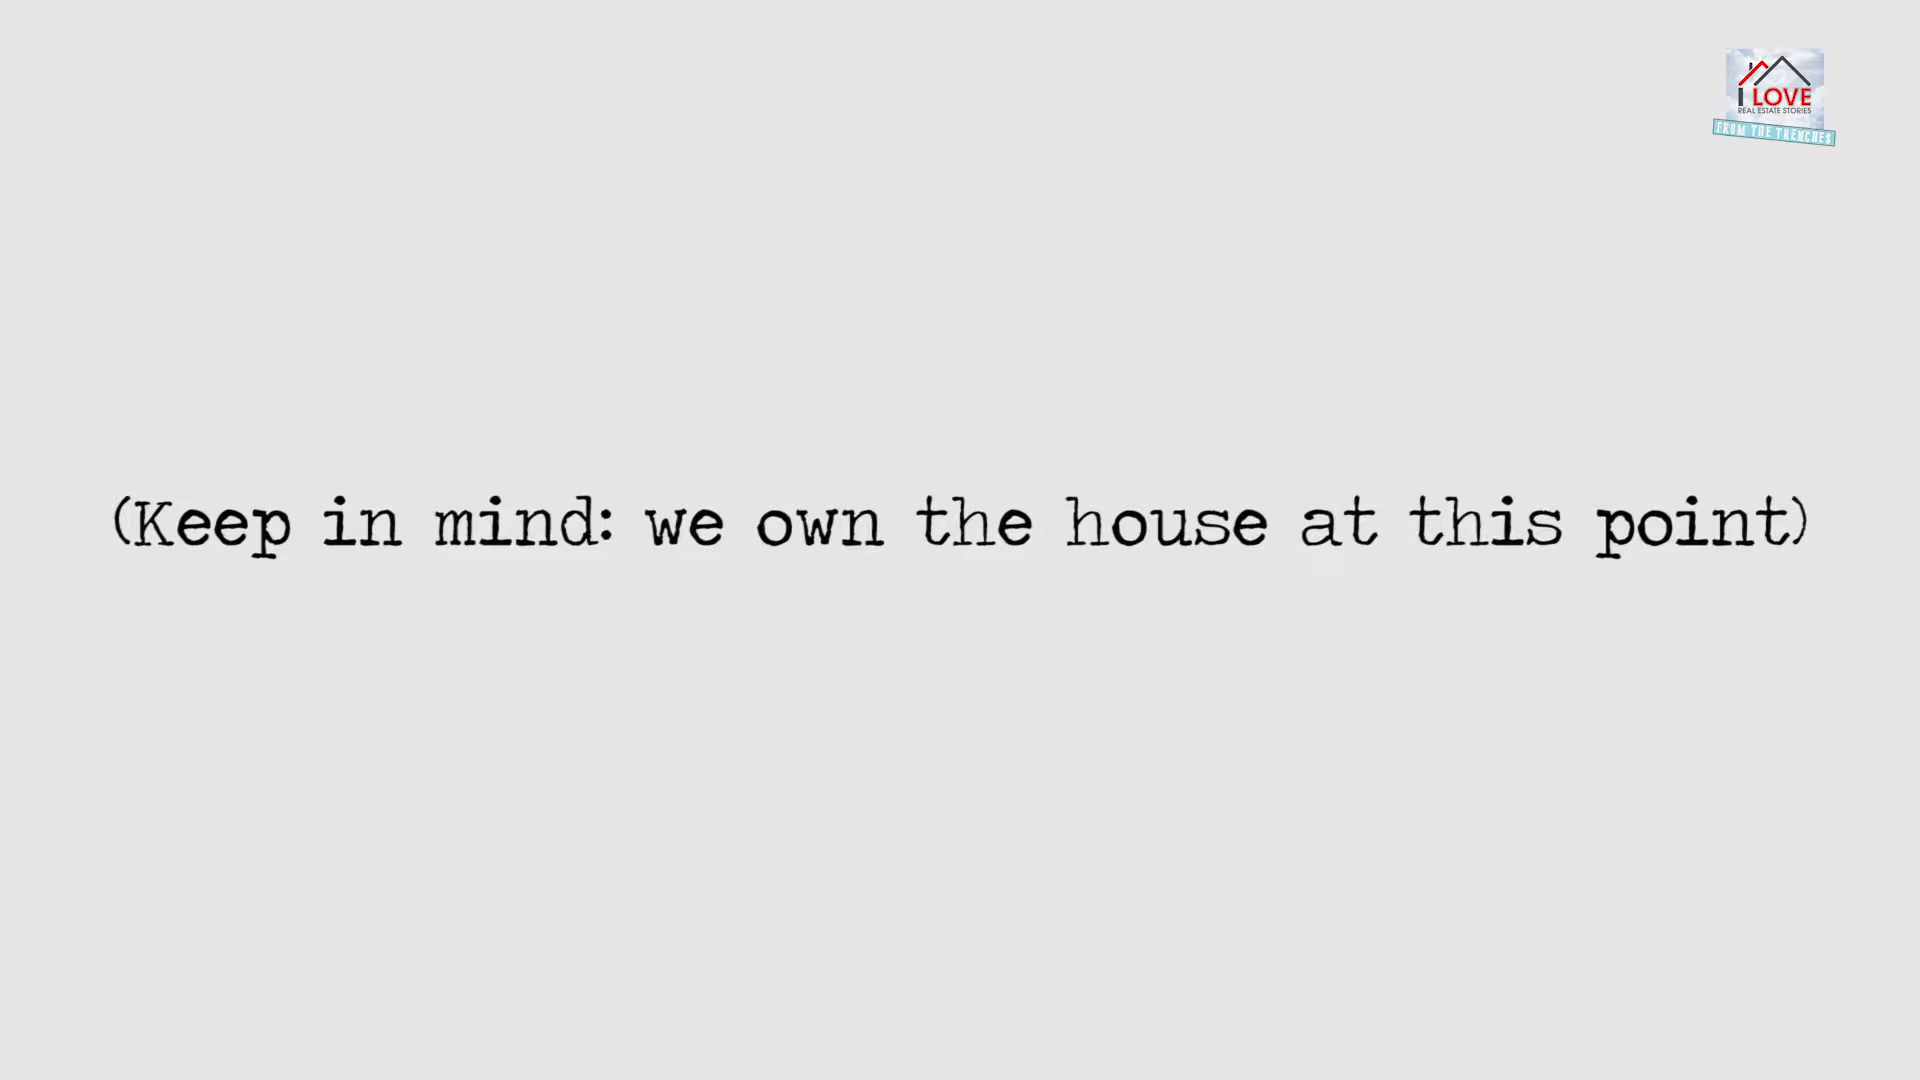 I LOVE
REAL ESTATE STORIES
FROM THE TRENCHES
(Keep in mind: we own the house at this point)